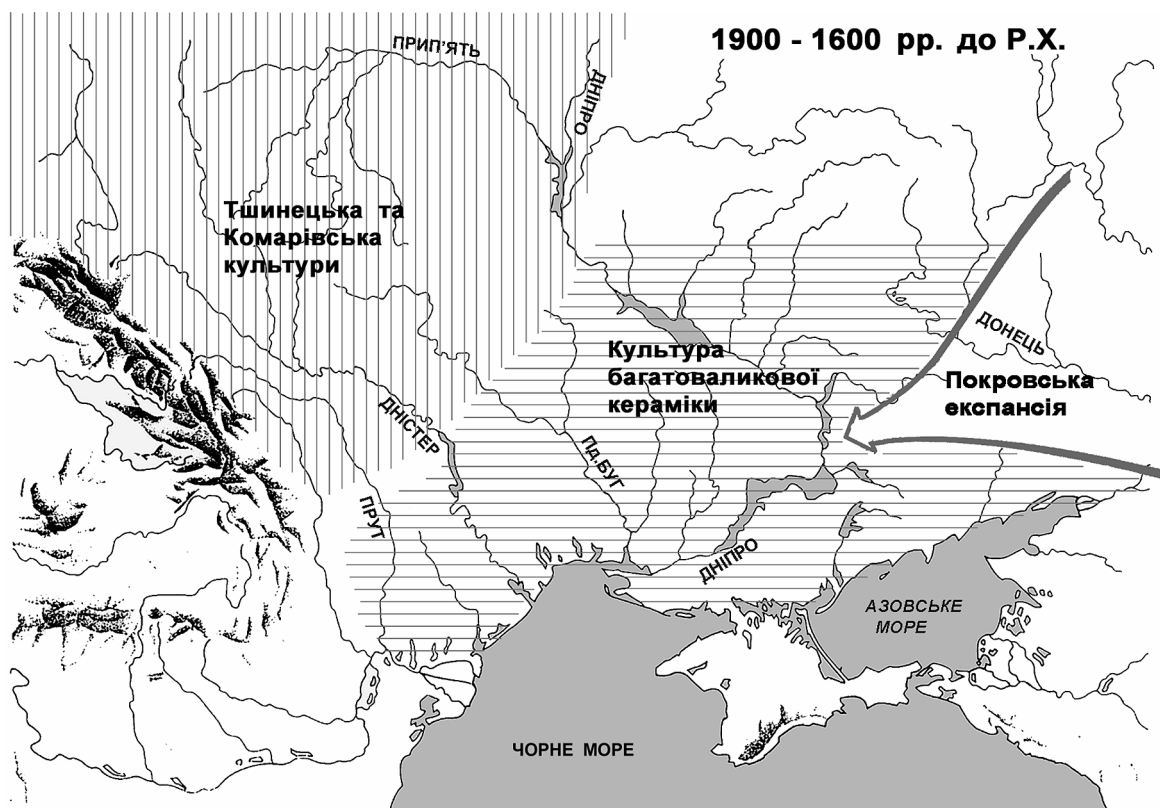 1900 - 1600 рр. до Р.Х.
ПРИП'ЯТЬ
ДНІПРО
Тшинецька та
Комарівська
культури
ДОНЕЦЬ
Культура
багатоваликової
кераміки
Покровська
експансія
ДНІСТЕР
Пд.БУГ
ПРУТ
ДНІПРО
АЗОВСЬКЕ
МОРЕ
ЧОРНЕ МОРЕ